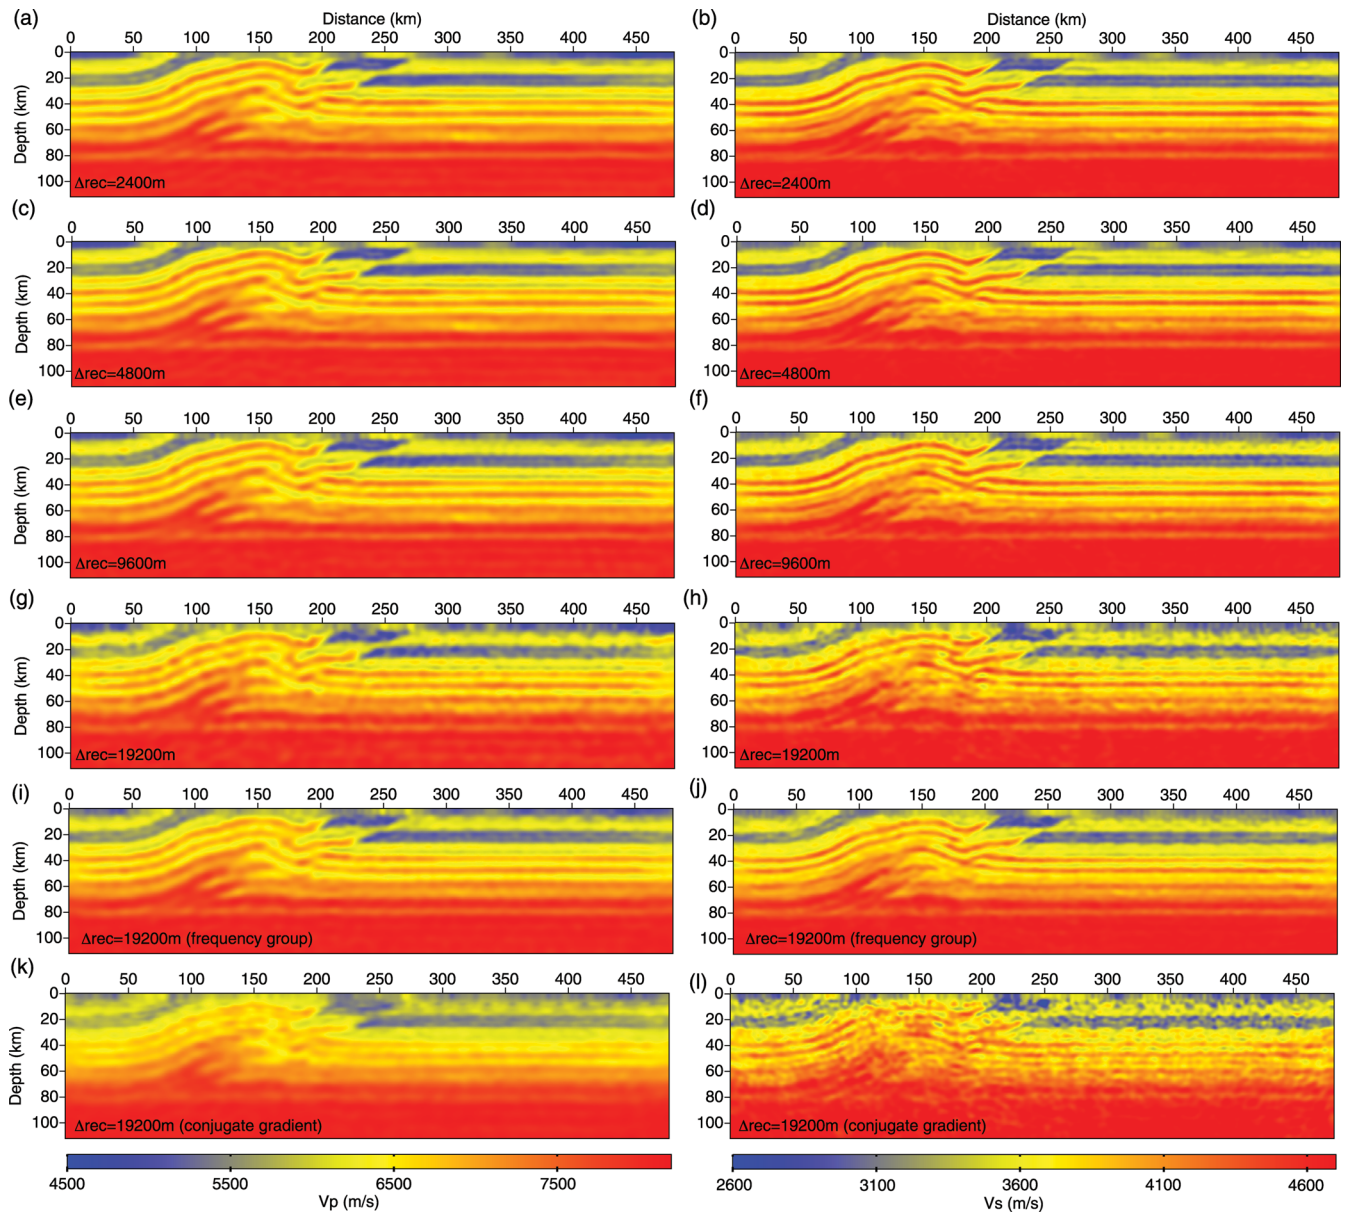 (a) Distance (km) (b) Distance (km)
0 50 100 150 200 250 300 350 400 450 0 50 100 150 200 250 300 350 400 450
0 0
20 20
40 40
60 60
80 80
100 100
Depth (km)
Δrec=2400m Δrec=2400m
(c) (d)
0 50 100 150 200 250 300 350 400 450 0 50 100 150 200 250 300 350 400 450
0 0
20 20
40 40
60 60
80 80
100 100
Depth (km)
Δrec=4800m Δrec=4800m
(e) (f)
0 50 100 150 200 250 300 350 400 450 0 50 100 150 200 250 300 350 400 450
0 0
20 20
40 40
60 60
80 80
100 100
Depth (km)
Δrec=9600m Δrec=9600m
(g) (h)
0 50 100 150 200 250 300 350 400 450 0 50 100 150 200 250 300 350 400 450
0 0
20 20
40 40
60 60
80 80
100 100
Depth (km)
Δrec=19200m Δrec=19200m
(i) (j)
0 50 100 150 200 250 300 350 400 450 0 50 100 150 200 250 300 350 400 450
0 0
20 20
40 40
60 60
80 80
100 100
Depth (km)
Δrec=19200m (frequency group) Δrec=19200m (frequency group)
(k) (l)
0 50 100 150 200 250 300 350 400 450 0 50 100 150 200 250 300 350 400 450
0 0
20 20
40 40
60 60
80 80
100 100
Depth (km)
Δrec=19200m (conjugate gradient) Δrec=19200m (conjugate gradient)
4500 5500 6500 7500 2600 3100 3600 4100 4600
Vp (m/s) Vs (m/s)